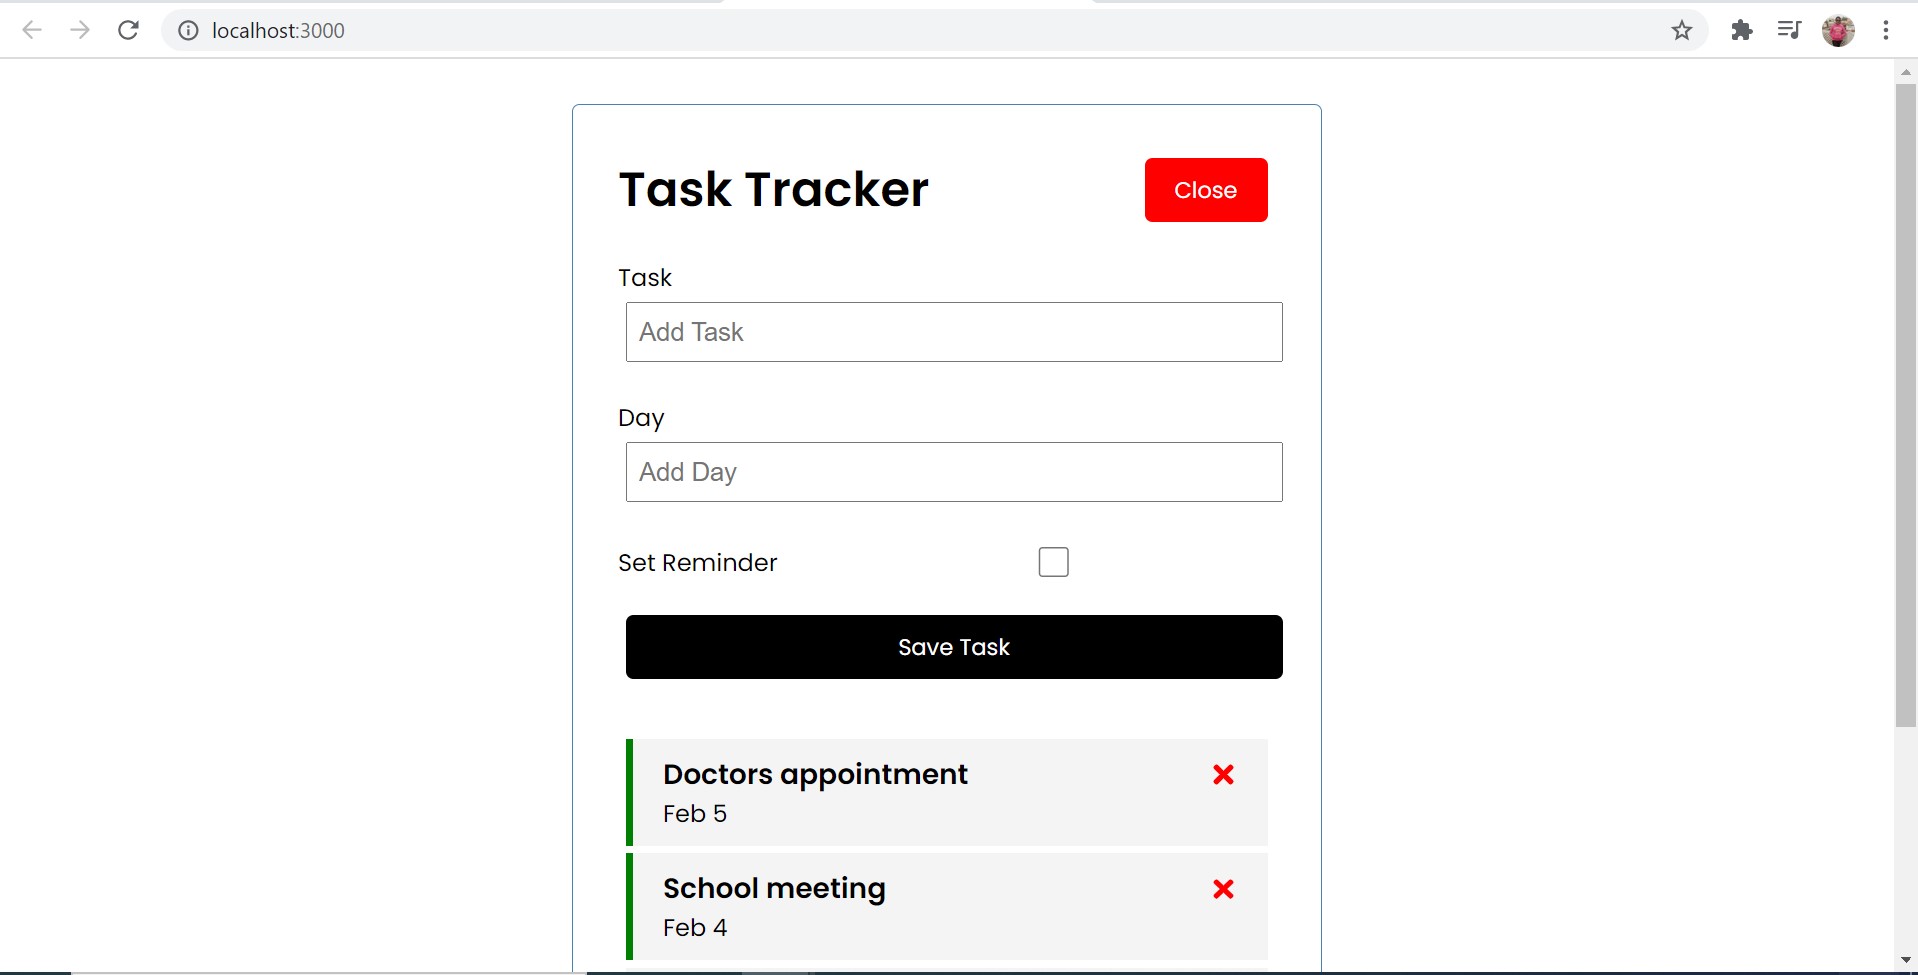 localhost:3000
Task Tracker
Close
Task
Add Task
Day
Add Day
Set Reminder
Save Task
Doctors appointment
Feb 5
School meeting
Feb 4